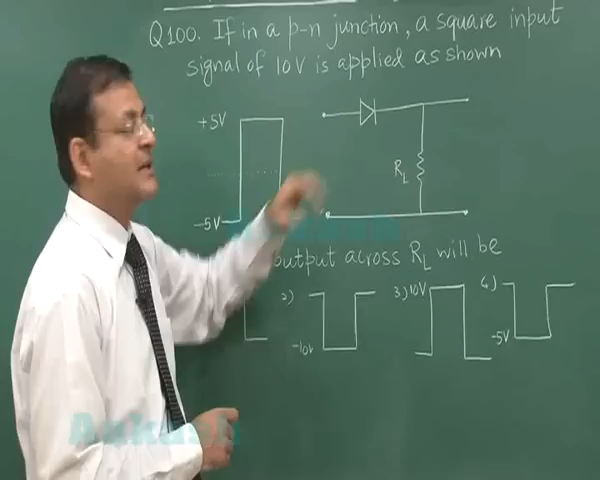 Q100. If in a p-n junction, a square input
signal of 10V is applied as shown
+5V
-5V
RL
output across RL will be
2)
-10V
3) 10V
4)
-5V
Aakash